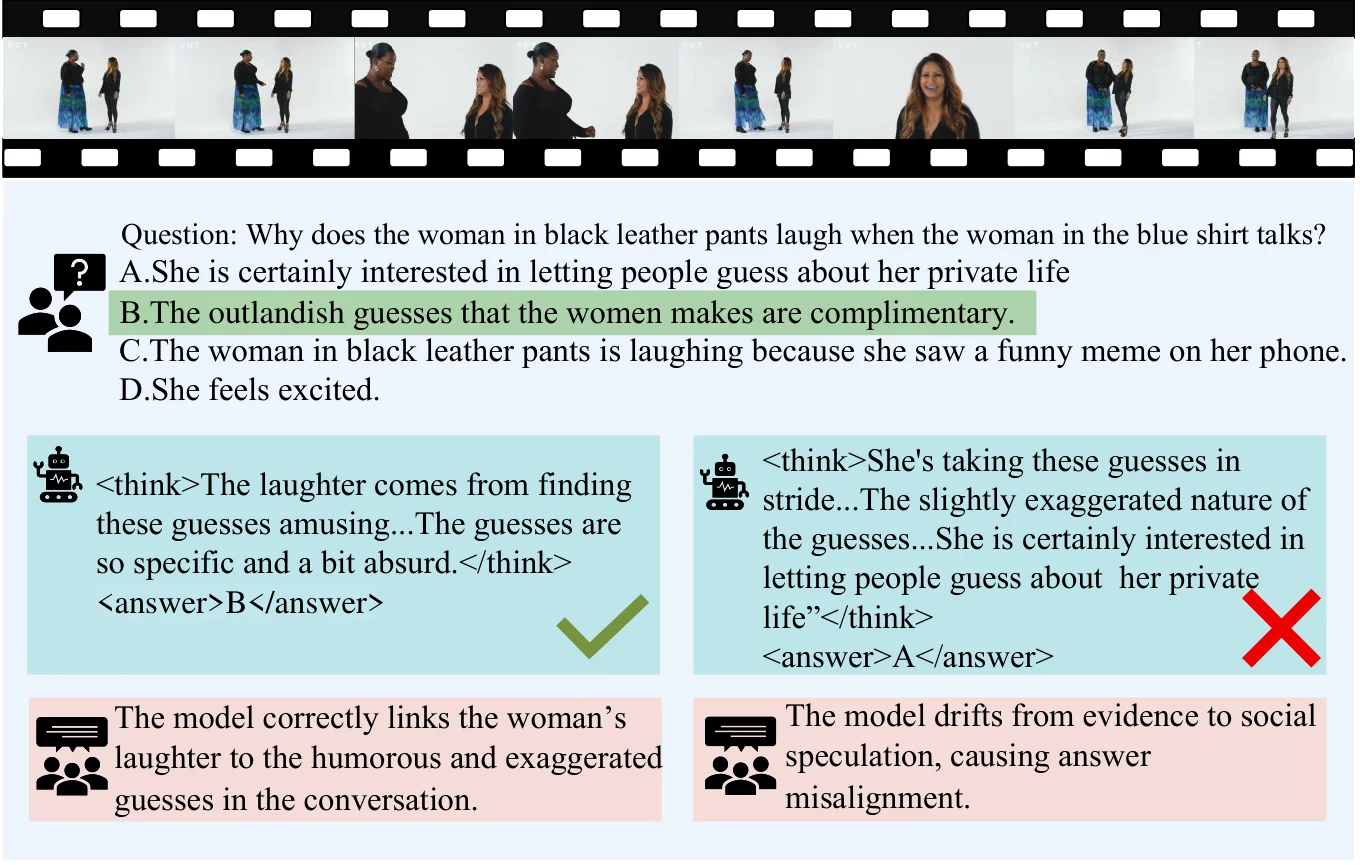 CUT
CUT
CUT
CUT
CUT
Question: Why does the woman in black leather pants laugh when the woman in the blue shirt talks?
A.She is certainly interested in letting people guess about her private life
B.The outlandish guesses that the women makes are complimentary.
C.The woman in black leather pants is laughing because she saw a funny meme on her phone.
D.She feels excited.
<think>The laughter comes from finding
these guesses amusing...The guesses are
so specific and a bit absurd.</think>
<answer>B</answer>
<think>She's taking these guesses in
stride...The slightly exaggerated nature of
the guesses...She is certainly interested in
letting people guess about  her private
life”</think>
<answer>A</answer>
The model correctly links the woman’s
laughter to the humorous and exaggerated
guesses in the conversation.
The model drifts from evidence to social
speculation, causing answer
misalignment.